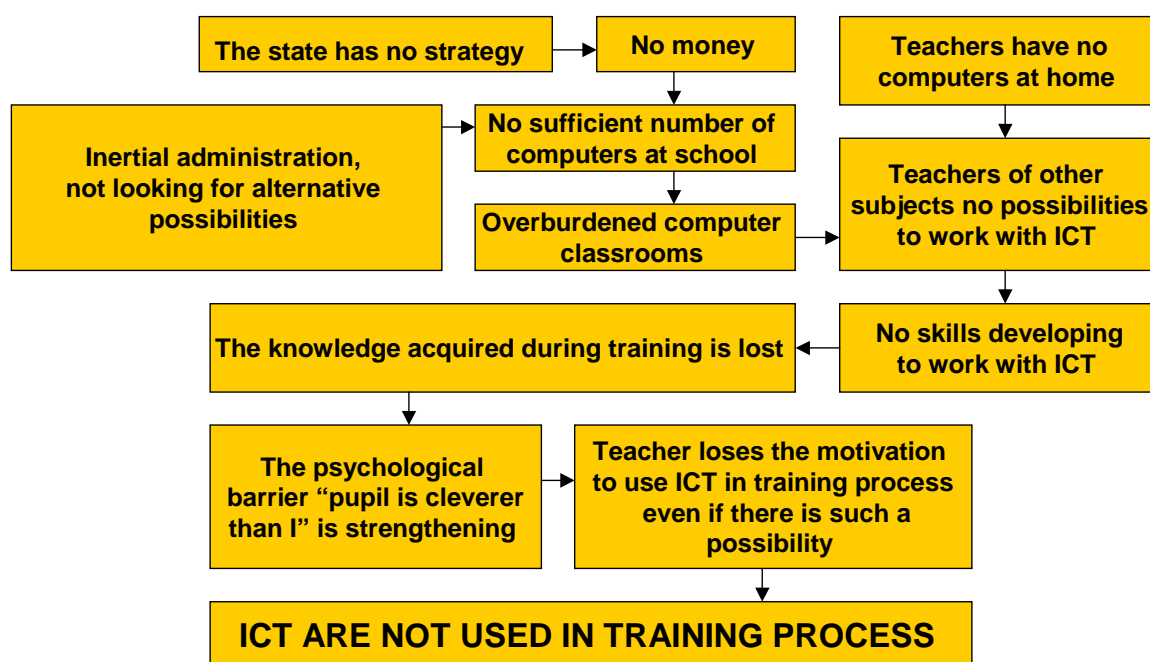 The state has no strategy
No money
Teachers have no
computers at home
Inertial administration,
not looking for alternative
possibilities
No sufficient number of
computers at school
Teachers of other
subjects no possibilities
to work with ICT
Overburdened computer
classrooms
The knowledge acquired during training is lost
No skills developing
to work with ICT
The psychological
barrier “pupil is cleverer
than I” is strengthening
Teacher loses the motivation
to use ICT in training process
even if there is such a
possibility
ICT ARE NOT USED IN TRAINING PROCESS